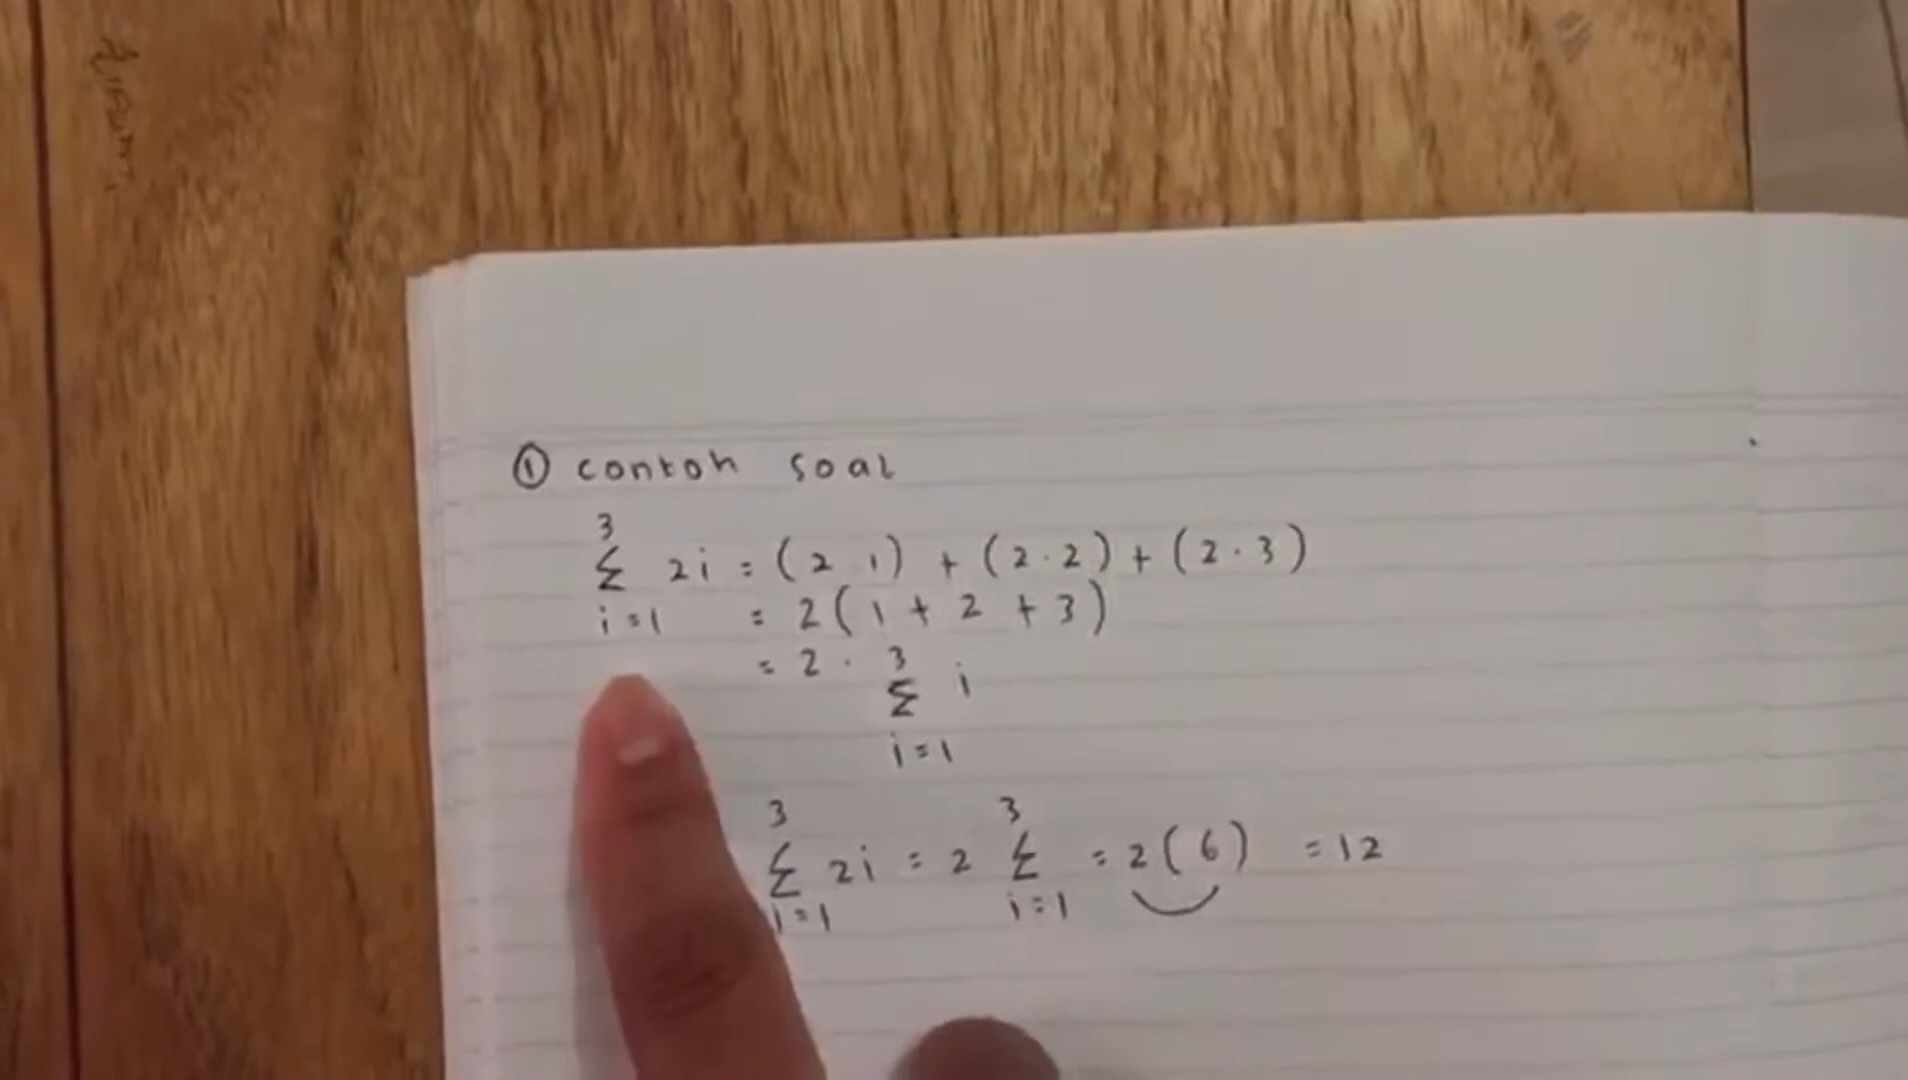 ① contoh soal
3
Σ 2i = (2 1) + (2·2) + (2·3)
i=1 = 2(1 + 2 + 3)
= 2 · 3
Σ i
i=1
3 3
Σ 2i = 2 Σ = 2(6) = 12
i=1 i=1